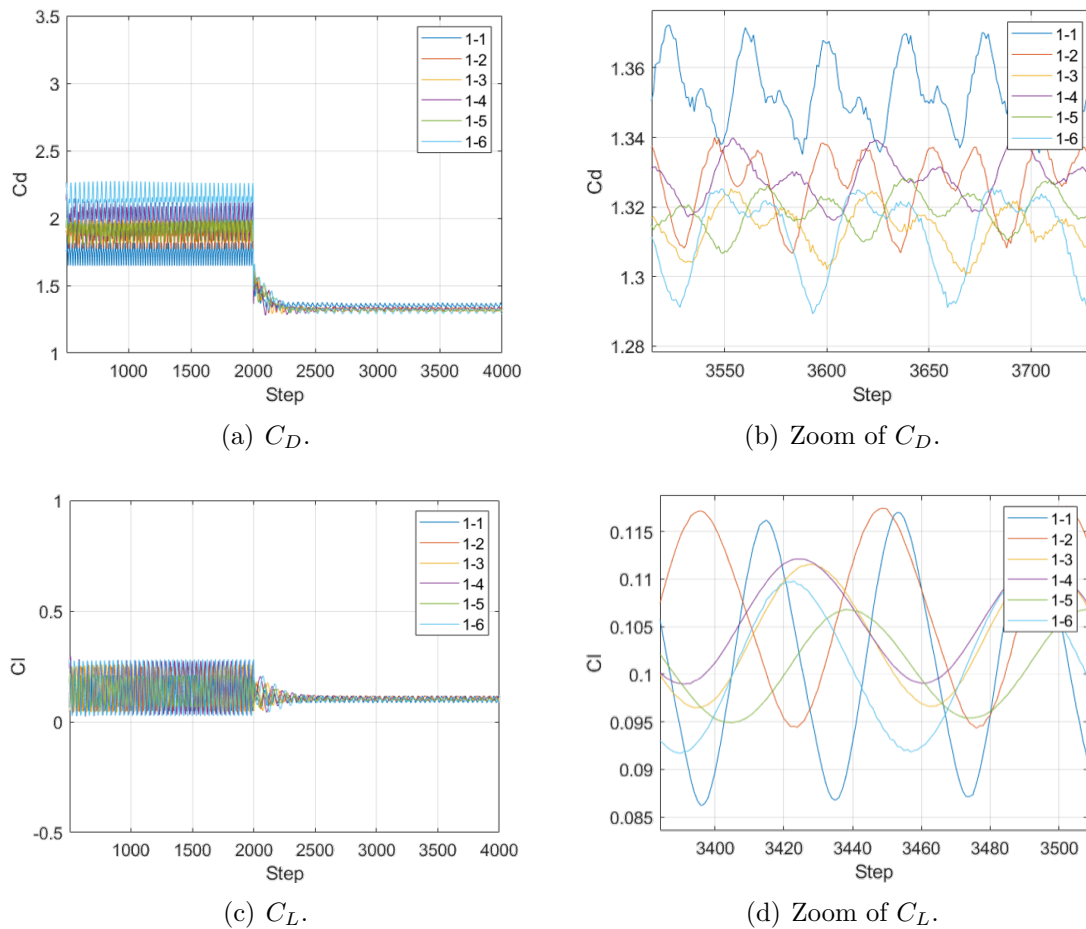 3.5
3
2.5
2
1.5
1
Cd
1000 1500 2000 2500 3000 3500 4000
Step
1-1
1-2
1-3
1-4
1-5
1-6
(a) C_D.
1.36
1.34
1.32
1.3
1.28
Cd
3550 3600 3650 3700
Step
1-1
1-2
1-3
1-4
1-5
1-6
(b) Zoom of C_D.
1
0.5
0
-0.5
Cl
1000 1500 2000 2500 3000 3500 4000
Step
1-1
1-2
1-3
1-4
1-5
1-6
(c) C_L.
0.115
0.11
0.105
0.1
0.095
0.09
0.085
Cl
3400 3420 3440 3460 3480 3500
Step
1-1
1-2
1-3
1-4
1-5
1-6
(d) Zoom of C_L.